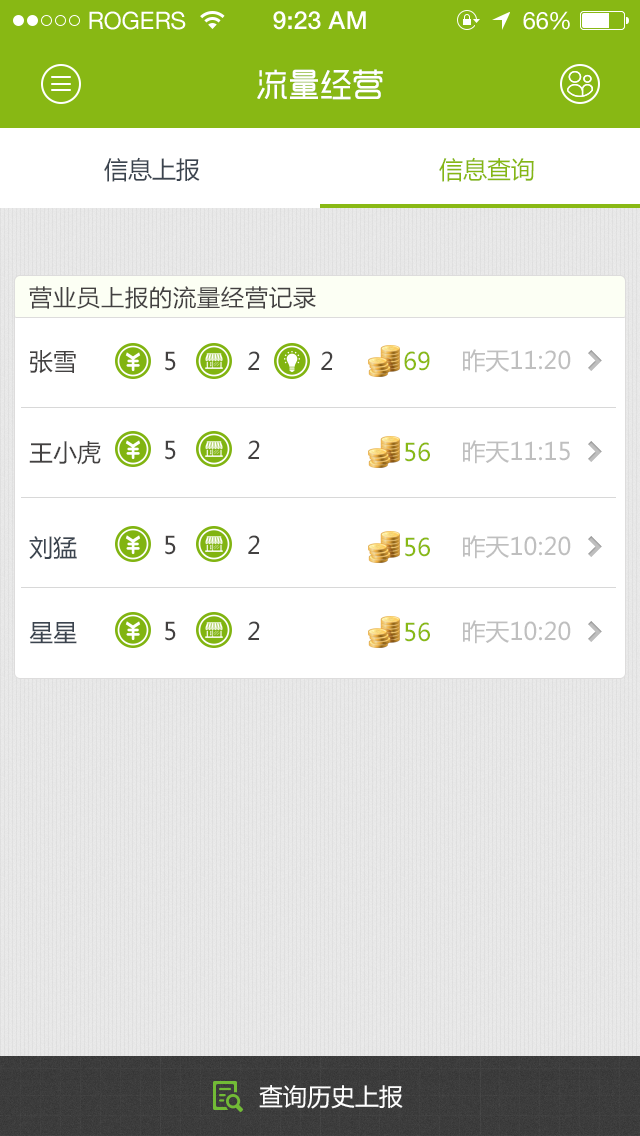 ROGERS 9:23 AM 66%
流量经营
信息上报 信息查询
营业员上报的流量经营记录
张雪 ¥ 5 2 2 69 昨天11:20
王小虎 ¥ 5 2 56 昨天11:15
刘猛 ¥ 5 2 56 昨天10:20
星星 ¥ 5 2 56 昨天10:20
查询历史上报